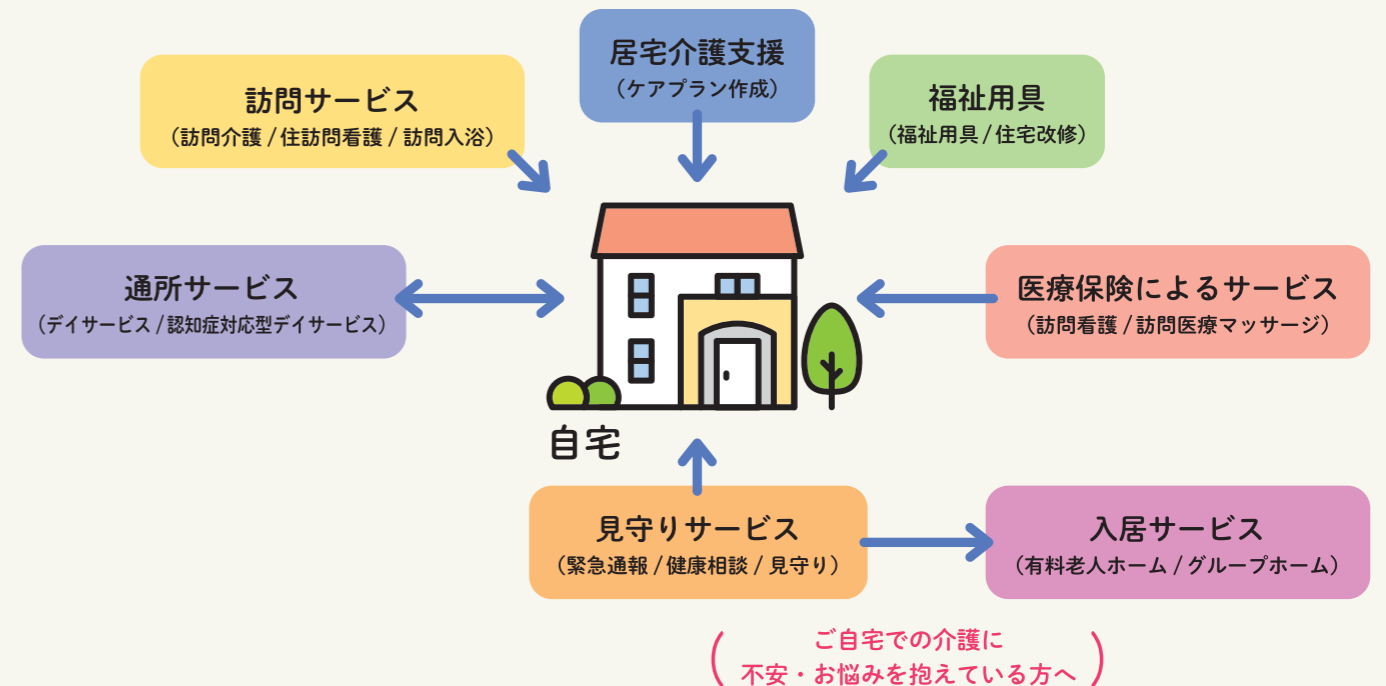 居宅介護支援
（ケアプラン作成）
訪問サービス
（訪問介護 / 住訪問看護 / 訪問入浴）
福祉用具
（福祉用具 / 住宅改修）
通所サービス
（デイサービス / 認知症対応型デイサービス）
医療保険によるサービス
（訪問看護 / 訪問医療マッサージ）
自宅
見守りサービス
（緊急通報 / 健康相談 / 見守り）
入居サービス
（有料老人ホーム / グループホーム）
（ご自宅での介護に
不安・お悩みを抱えている方へ）